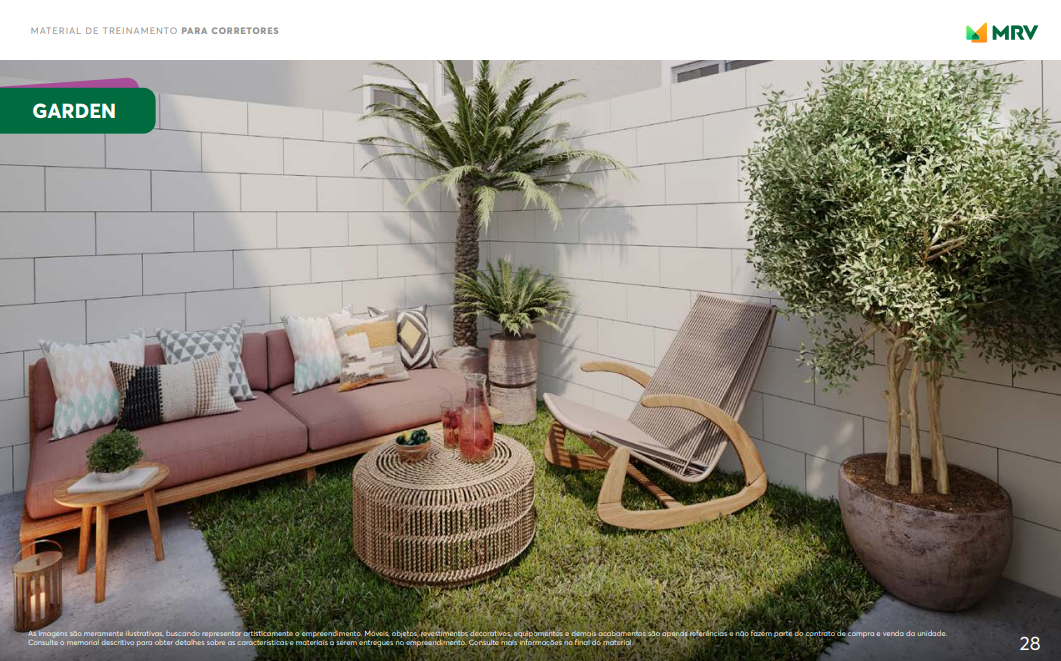 MATERIAL DE TREINAMENTO PARA CORRETORES
MRV
GARDEN
As imagens são meramente ilustrativas, buscando representar artisticamente o empreendimento. Móveis, objetos, revestimentos decorativos, equipamentos e demais acabamentos são apenas referências e não fazem parte do contrato de compra e venda da unidade.
Consulte o memorial descritivo para obter detalhes sobre as características e materiais a serem entregues no empreendimento. Consulte mais informações no final do material.
28